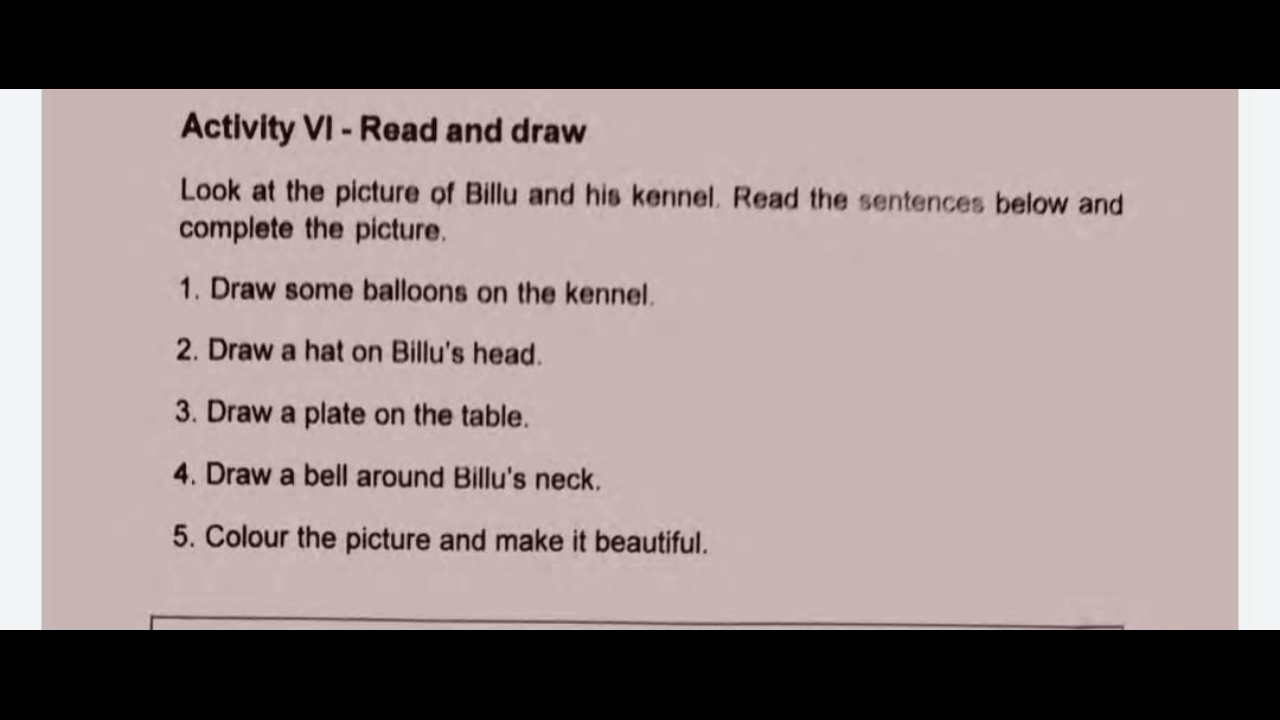 Activity VI - Read and draw
Look at the picture of Billu and his kennel. Read the sentences below and
complete the picture.
1. Draw some balloons on the kennel.
2. Draw a hat on Billu's head.
3. Draw a plate on the table.
4. Draw a bell around Billu's neck.
5. Colour the picture and make it beautiful.